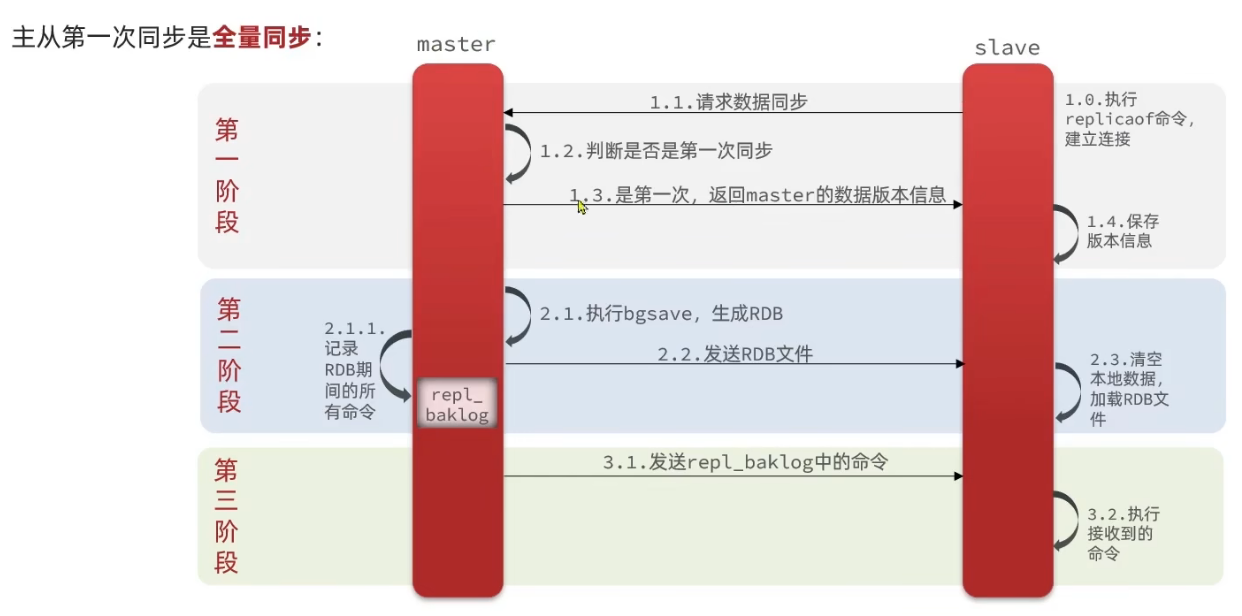 主从第一次同步是全量同步：
master
slave
第一阶段
1.0.执行
replicaof命令，
建立连接
1.1.请求数据同步
1.2.判断是否是第一次同步
1.3.是第一次，返回master的数据版本信息
1.4.保存
版本信息
第二阶段
2.1.执行bgsave，生成RDB
2.1.1.
记录
RDB期
间的所
有命令
repl_
baklog
2.2.发送RDB文件
2.3.清空
本地数据，
加载RDB文
件
第三阶段
3.1.发送repl_baklog中的命令
3.2.执行
接收到的
命令